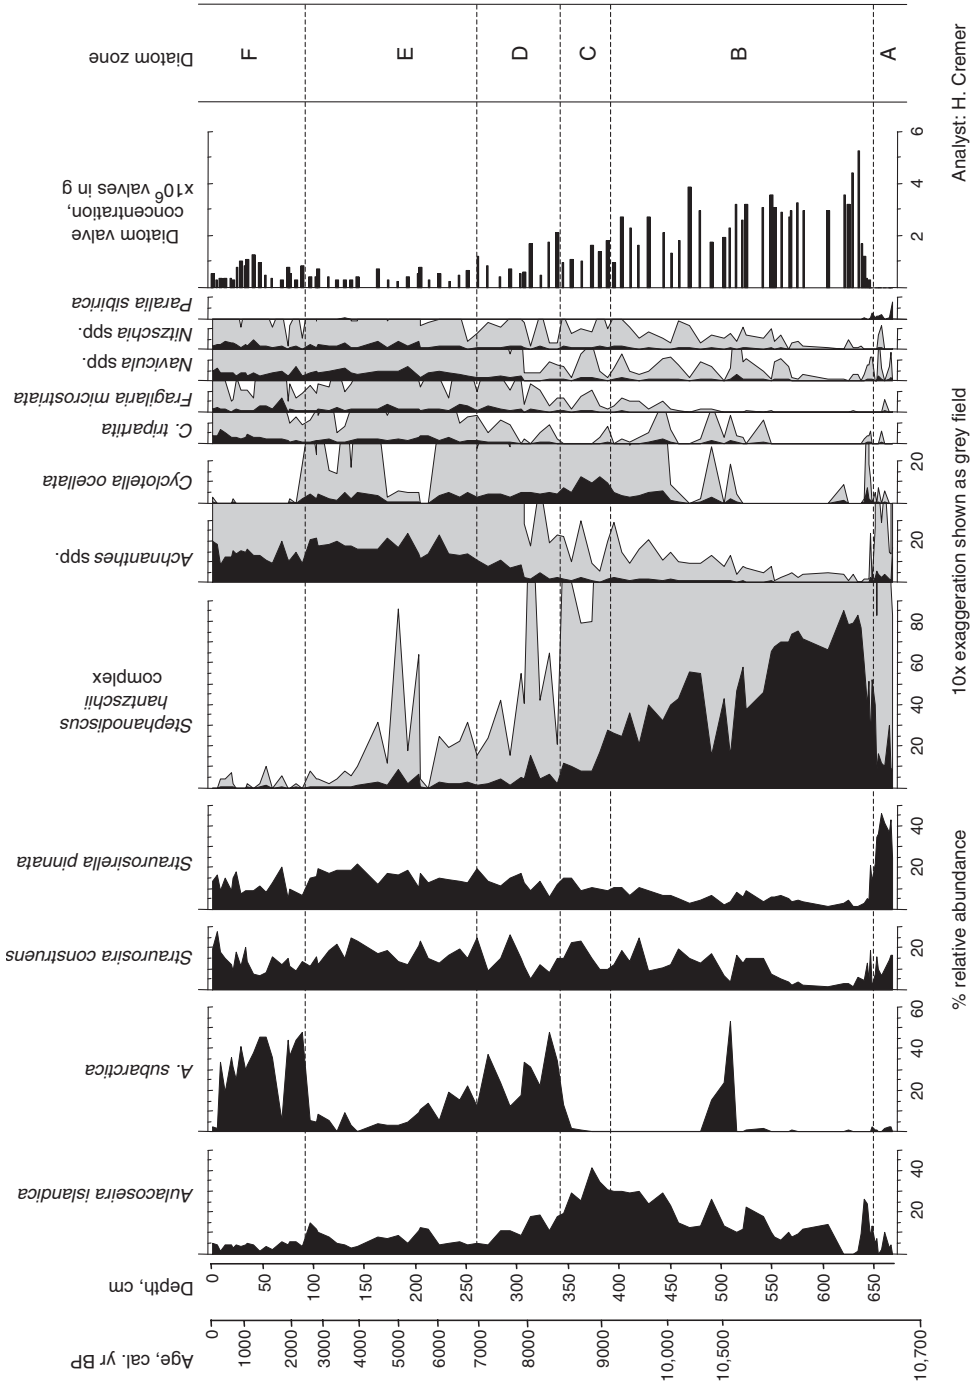 Age, cal. yr BP
0
1000
2000
3000
4000
5000
6000
7000
8000
9000
10,000
10,500
10,700
Depth, cm
0
50
100
150
200
250
300
350
400
450
500
550
600
650
Aulacoseira islandica
20
40
A. subarctica
20
40
60
Straurosira construens
20
Straurosirella pinnata
20
40
Stephanodiscus
hantzschii
complex
20
40
60
80
Achnanthes spp.
20
Cyclotella ocellata
20
C. tripartita
Fragilaria microstriata
Navicula spp.
Nitzschia spp.
Paralia sibirica
Diatom valve
concentration,
x10⁶ valves in g
2
4
6
Diatom zone
F
E
D
C
B
A
% relative abundance
10x exaggeration shown as grey field
Analyst: H. Cremer